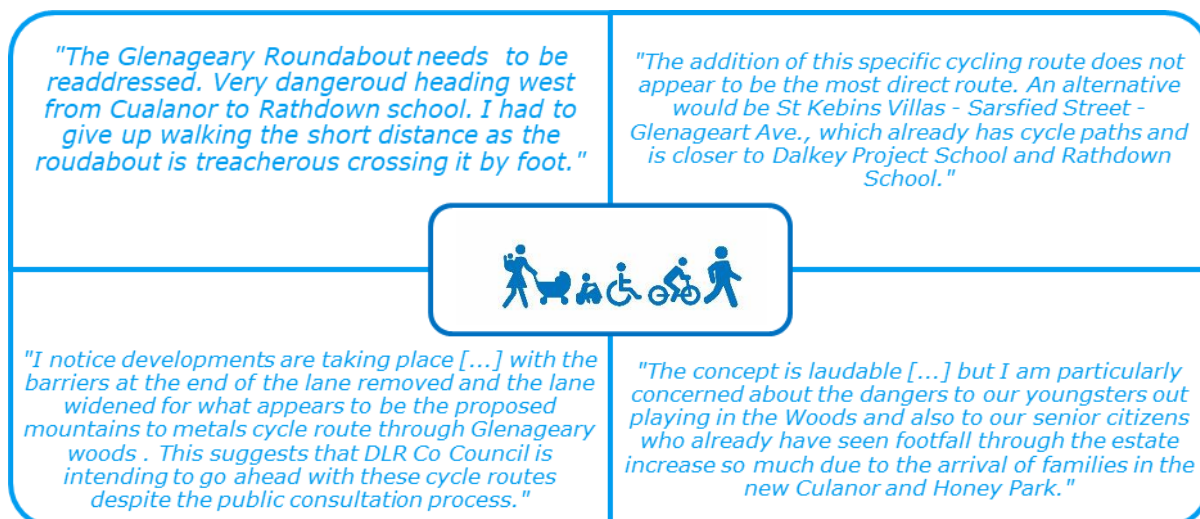 "The Glenageary Roundabout needs to be
readdressed. Very dangeroud heading west
from Cualanor to Rathdown school. I had to
give up walking the short distance as the
roudabout is treacherous crossing it by foot."
"The addition of this specific cycling route does not
appear to be the most direct route. An alternative
would be St Kebins Villas - Sarsfied Street -
Glenageart Ave., which already has cycle paths and
is closer to Dalkey Project School and Rathdown
School."
"I notice developments are taking place [...] with the
barriers at the end of the lane removed and the lane
widened for what appears to be the proposed
mountains to metals cycle route through Glenageary
woods . This suggests that DLR Co Council is
intending to go ahead with these cycle routes
despite the public consultation process."
"The concept is laudable [...] but I am particularly
concerned about the dangers to our youngsters out
playing in the Woods and also to our senior citizens
who already have seen footfall through the estate
increase so much due to the arrival of families in the
new Culanor and Honey Park."